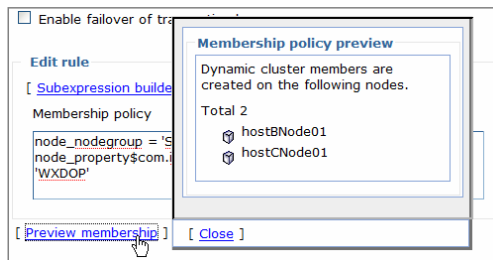 Enable failover of
Edit rule
[ Subexpression builde
Membership policy
node_nodegroup = 'S
node_property$com.i
'WXDOP'
[ Preview membership ]
Membership policy preview
Dynamic cluster members are
created on the following nodes.
Total 2
hostBNode01
hostCNode01
[ Close ]